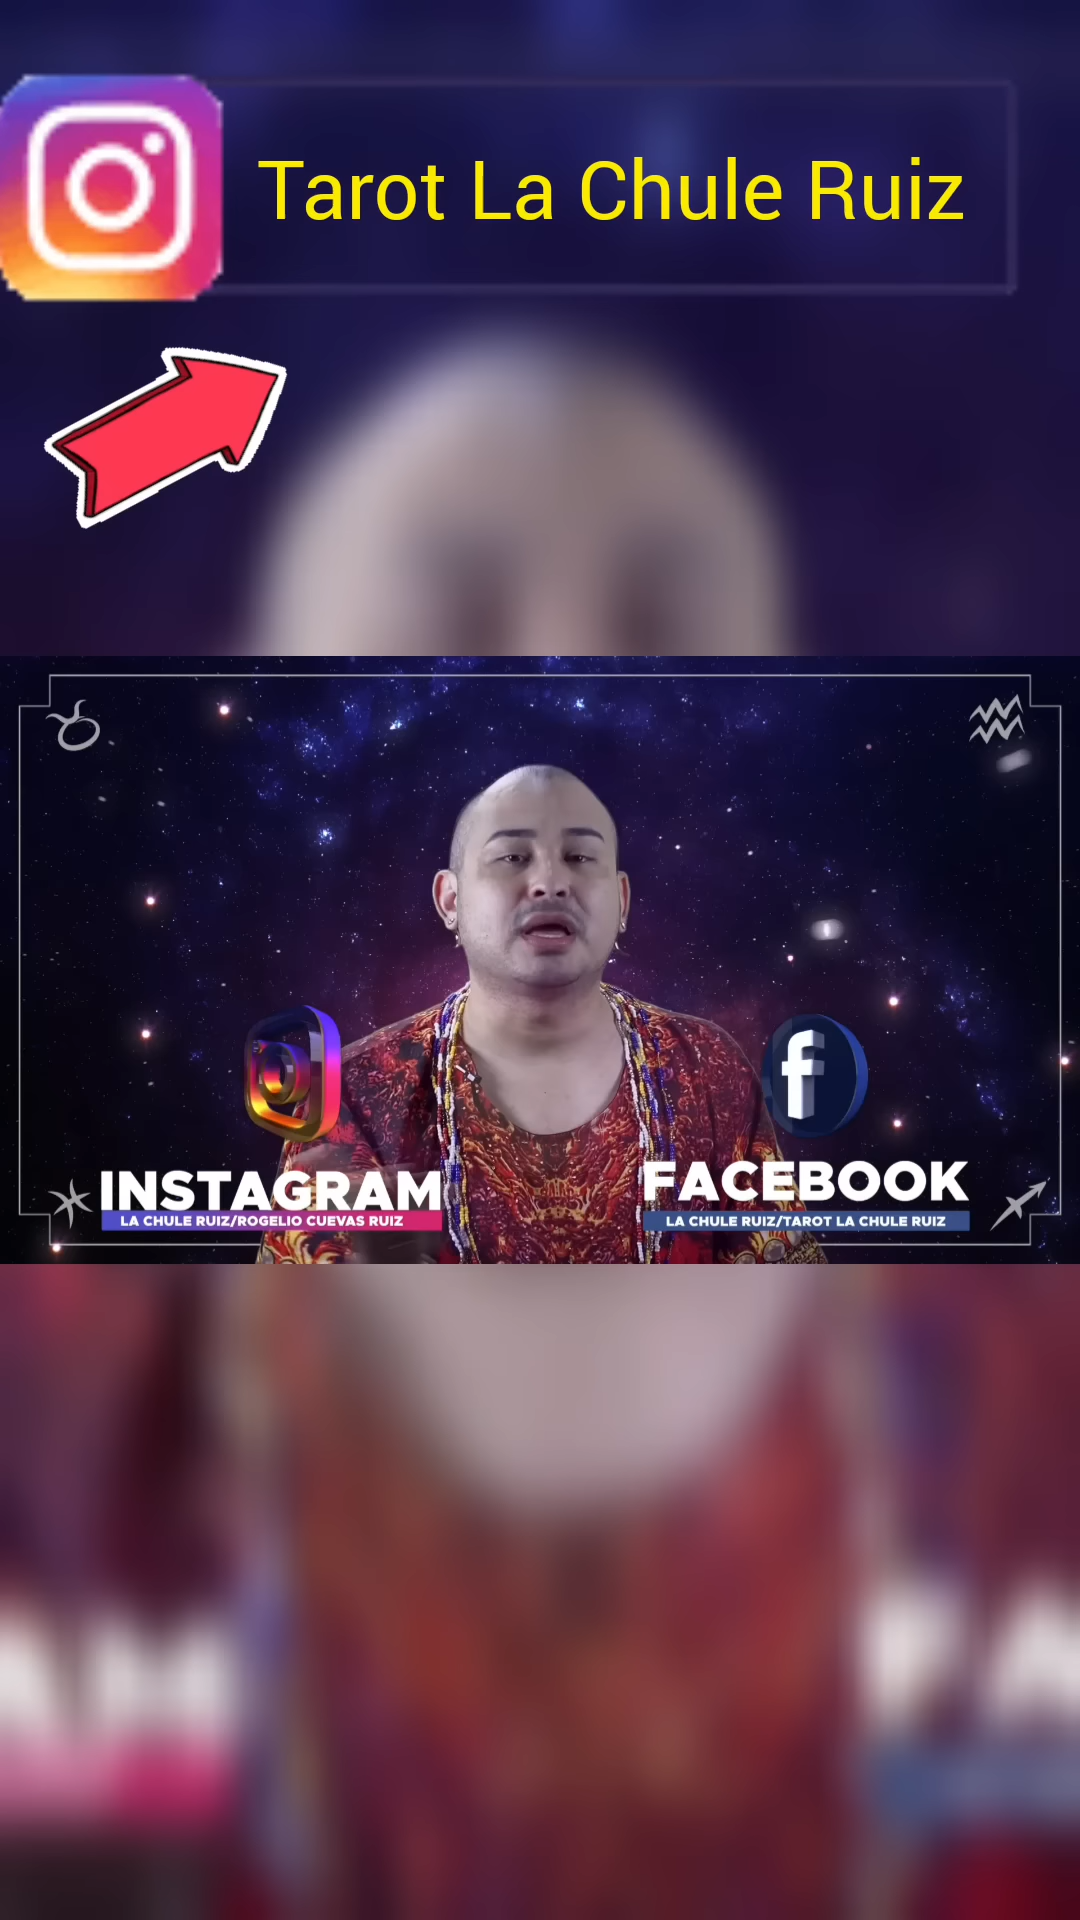 Tarot La Chule Ruiz
INSTAGRAM
LA CHULE RUIZ/ROGELIO CUEVAS RUIZ
FACEBOOK
LA CHULE RUIZ/TAROT LA CHULE RUIZ